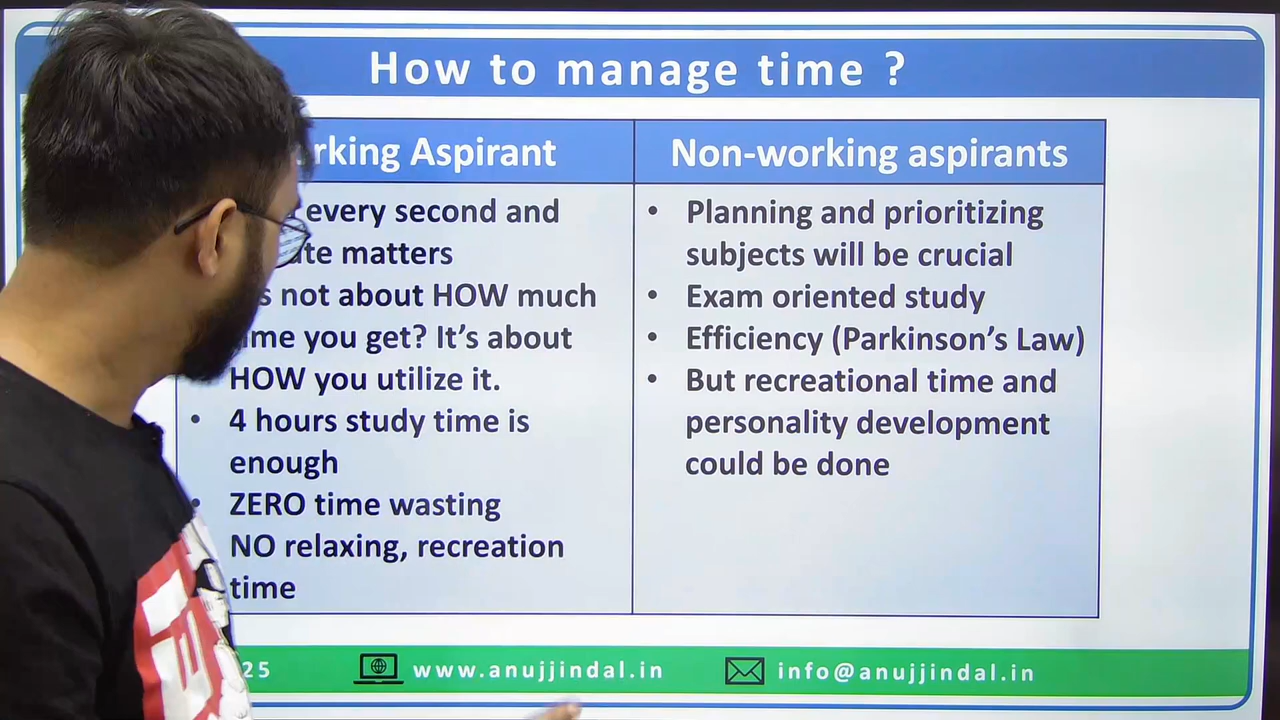 How to manage time ?
rking Aspirant
every second and
te matters
s not about HOW much
me you get? It’s about
HOW you utilize it.
• 4 hours study time is
enough
• ZERO time wasting
NO relaxing, recreation
time
Non-working aspirants
• Planning and prioritizing
subjects will be crucial
• Exam oriented study
• Efficiency (Parkinson’s Law)
• But recreational time and
personality development
could be done
25
www.anujjindal.in
info@anujjindal.in